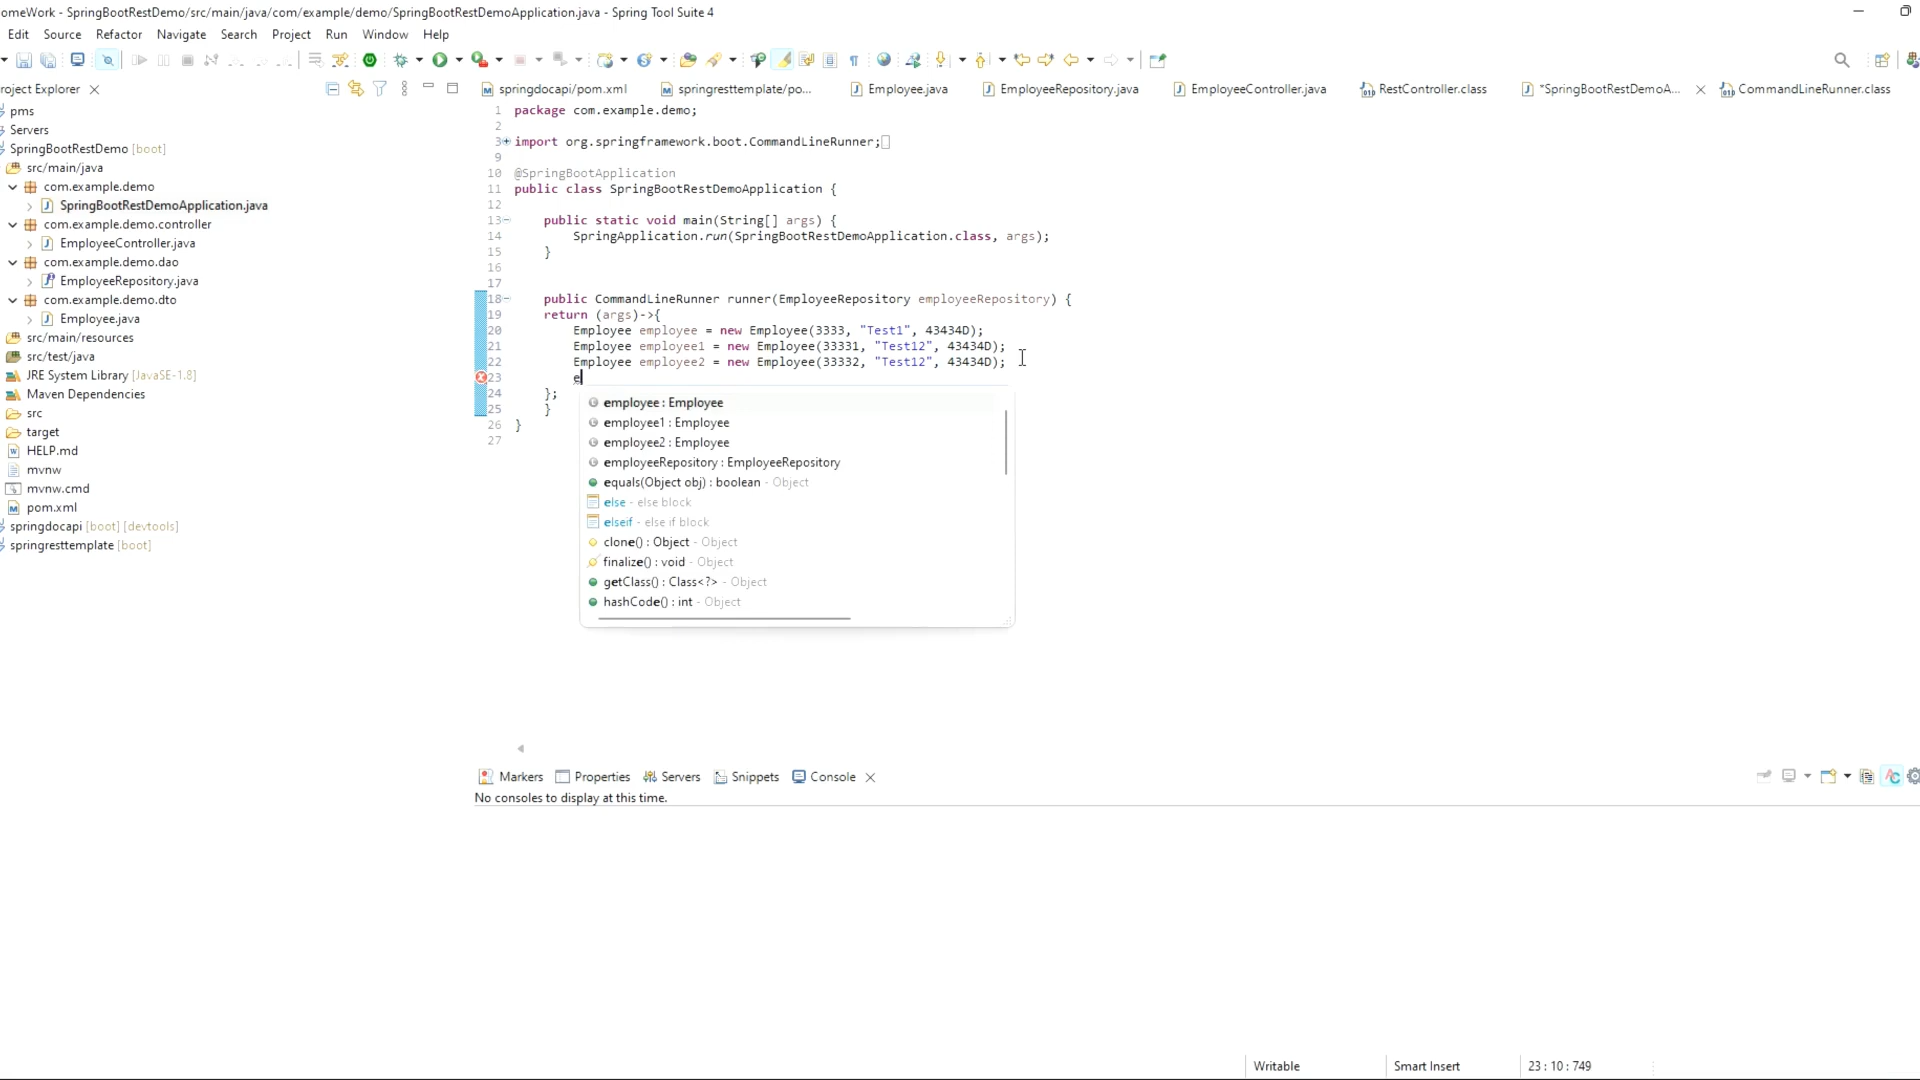 omeWork - SpringBootRestDemo/src/main/java/com/example/demo/SpringBootRestDemoApplication.java - Spring Tool Suite 4
Edit Source Refactor Navigate Search Project Run Window Help
roject Explorer
springdocapi/pom.xml springresttemplate/po... Employee.java EmployeeRepository.java EmployeeController.java RestController.class *SpringBootRestDemoA... CommandLineRunner.class
pms
Servers
SpringBootRestDemo [boot]
src/main/java
com.example.demo
SpringBootRestDemoApplication.java
com.example.demo.controller
EmployeeController.java
com.example.demo.dao
EmployeeRepository.java
com.example.demo.dto
Employee.java
src/main/resources
src/test/java
JRE System Library [JavaSE-1.8]
Maven Dependencies
src
target
HELP.md
mvnw
mvnw.cmd
pom.xml
springdocapi [boot] [devtools]
springresttemplate [boot]
1 package com.example.demo;
2
3 import org.springframework.boot.CommandLineRunner;
9
10 @SpringBootApplication
11 public class SpringBootRestDemoApplication {
12
13 public static void main(String[] args) {
14 SpringApplication.run(SpringBootRestDemoApplication.class, args);
15 }
16
17
18 public CommandLineRunner runner(EmployeeRepository employeeRepository) {
19 return (args)->{
20 Employee employee = new Employee(3333, "Test1", 43434D);
21 Employee employee1 = new Employee(33331, "Test12", 43434D);
22 Employee employee2 = new Employee(33332, "Test12", 43434D);
23 e
24 };
25 }
26 }
27
employee : Employee
employee1 : Employee
employee2 : Employee
employeeRepository : EmployeeRepository
equals(Object obj) : boolean - Object
else - else block
elseif - else if block
clone() : Object - Object
finalize() : void - Object
getClass() : Class<?> - Object
hashCode() : int - Object
Markers Properties Servers Snippets Console
No consoles to display at this time.
Writable Smart Insert 23 : 10 : 749